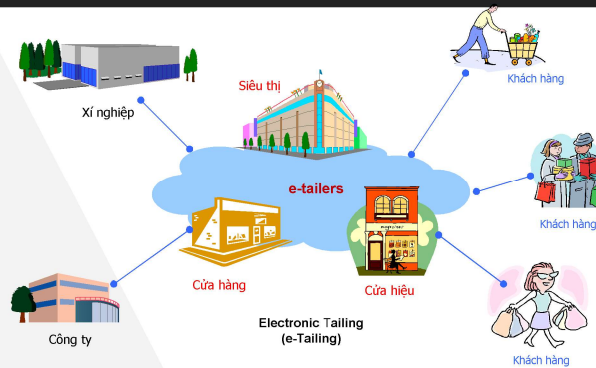 Siêu thị
Khách hàng
Xí nghiệp
e-tailers
Khách hàng
Cửa hàng
Cửa hiệu
Electronic Tailing
(e-Tailing)
Công ty
Khách hàng